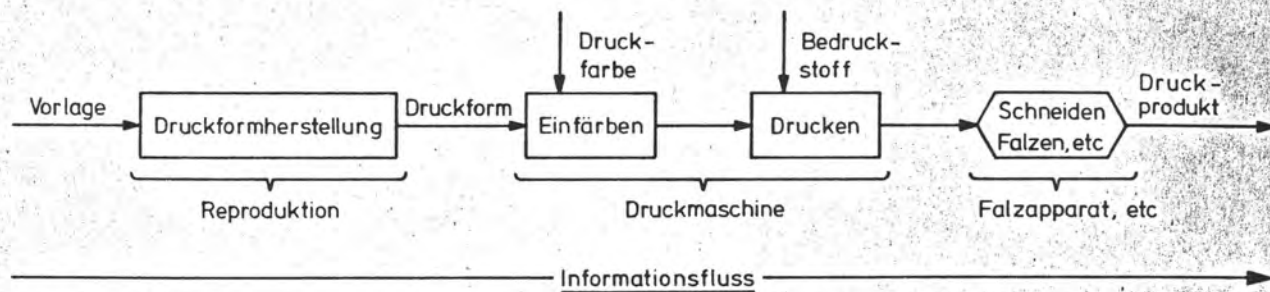 Vorlage
Druckformherstellung
Druckform
Druck-
farbe
Einfärben
Bedruck-
stoff
Drucken
Schneiden
Falzen, etc
Druck-
produkt
Reproduktion
Druckmaschine
Falzapparat, etc
Informationsfluss